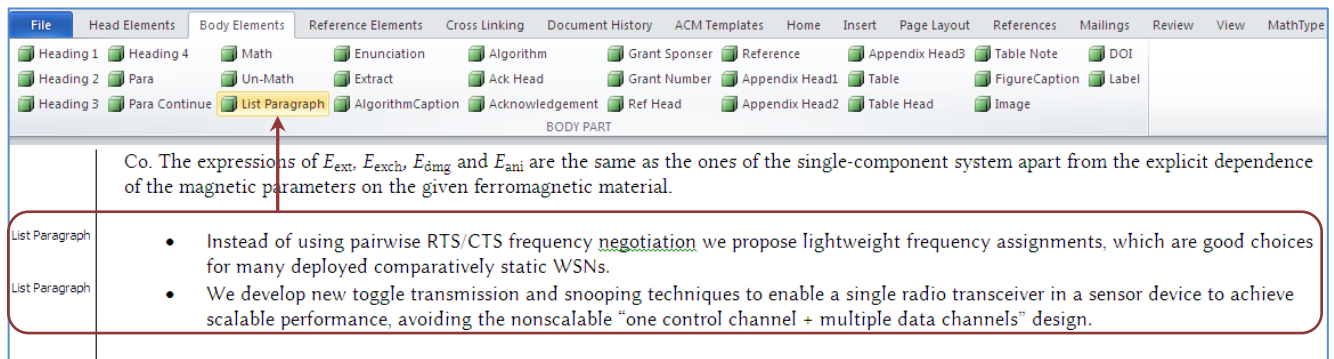 File Head Elements Body Elements Reference Elements Cross Linking Document History ACM Templates Home Insert Page Layout References Mailings Review View MathType
Heading 1 Heading 4 Math Enunciation Algorithm Grant Sponser Reference Appendix Head3 Table Note DOI
Heading 2 Para Un-Math Extract Ack Head Grant Number Appendix Head1 Table FigureCaption Label
Heading 3 Para Continue List Paragraph AlgorithmCaption Acknowledgement Ref Head Appendix Head2 Table Head Image
BODY PART
Co. The expressions of E_ext, E_exch, E_dmg and E_ani are the same as the ones of the single-component system apart from the explicit dependence
of the magnetic parameters on the given ferromagnetic material.
List Paragraph • Instead of using pairwise RTS/CTS frequency negotiation we propose lightweight frequency assignments, which are good choices
for many deployed comparatively static WSNs.
List Paragraph • We develop new toggle transmission and snooping techniques to enable a single radio transceiver in a sensor device to achieve
scalable performance, avoiding the nonscalable “one control channel + multiple data channels” design.